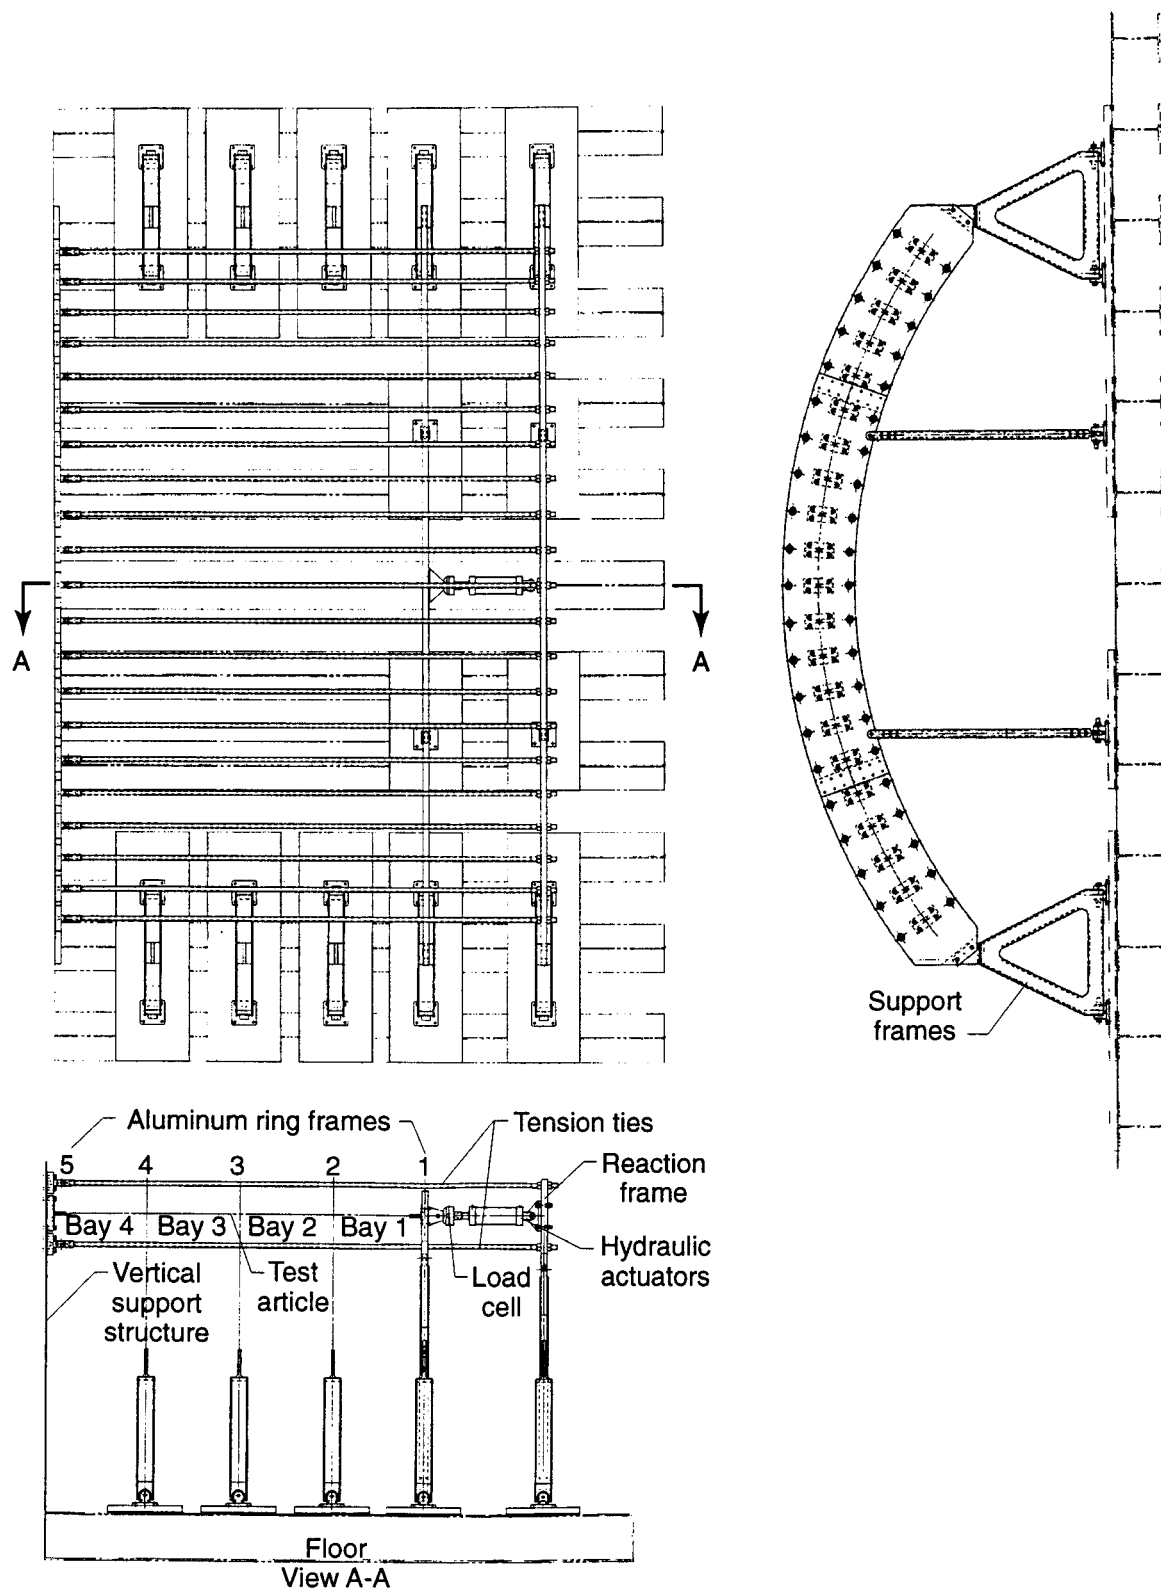 A
A
Support
frames
Aluminum ring frames
Tension ties
5
4
3
2
1
Reaction
frame
Bay 4
Bay 3
Bay 2
Bay 1
Hydraulic
actuators
Vertical
support
structure
Test
article
Load
cell
Floor
View A-A